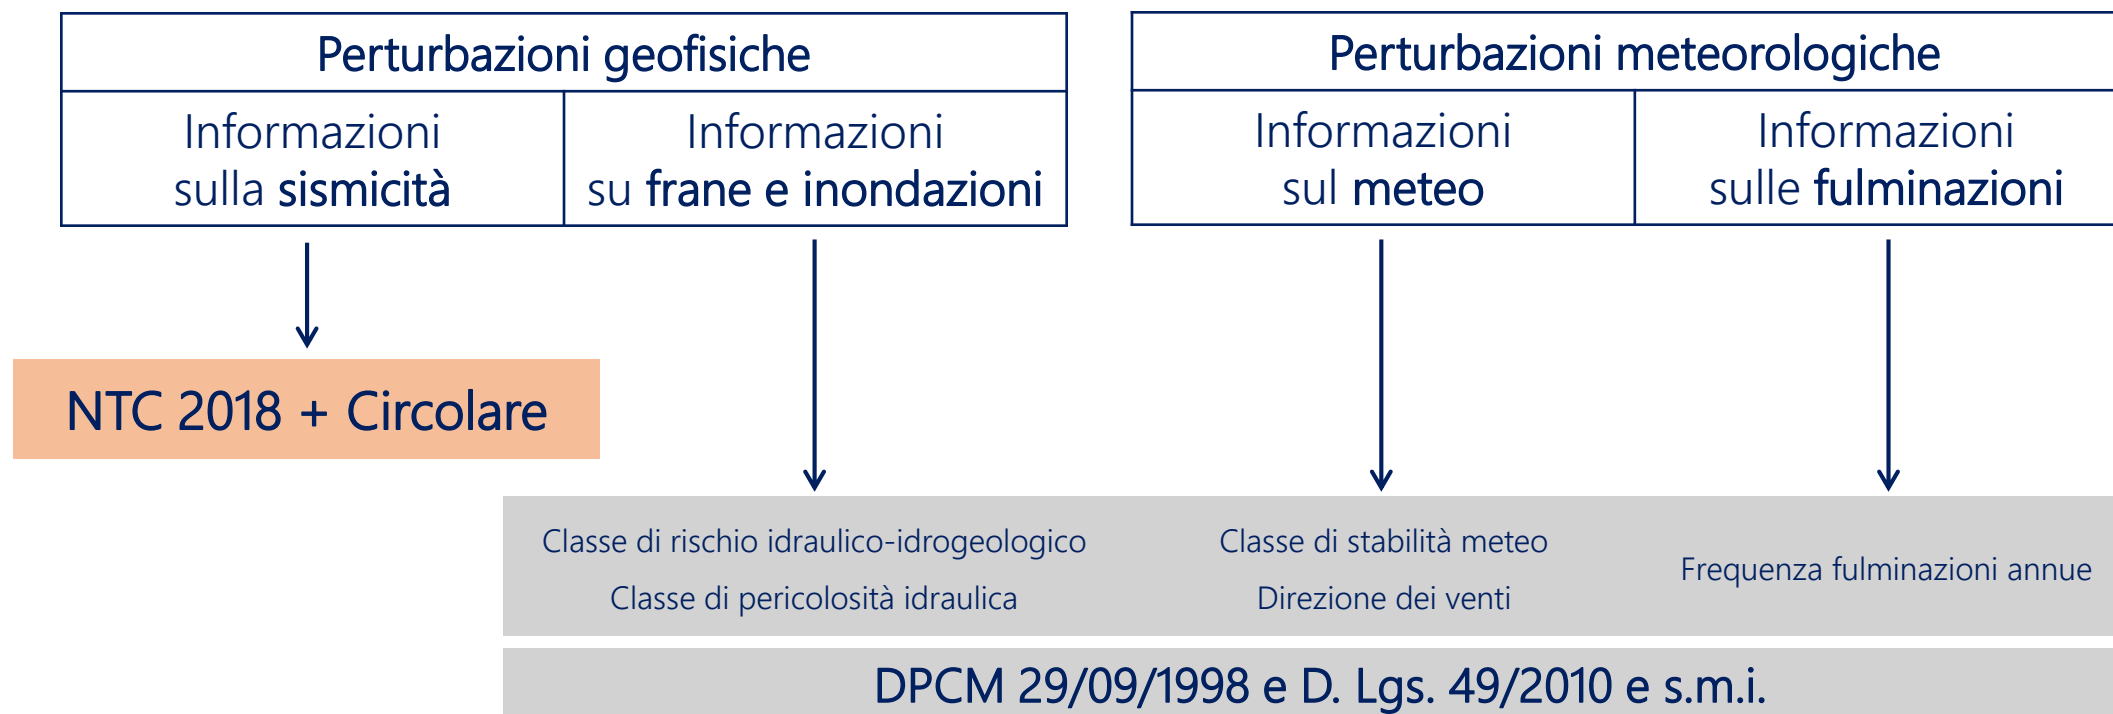 Perturbazioni geofisiche
Informazioni
sulla sismicità
Informazioni
su frane e inondazioni
Perturbazioni meteorologiche
Informazioni
sul meteo
Informazioni
sulle fulminazioni
NTC 2018 + Circolare
Classe di rischio idraulico-idrogeologico
Classe di pericolosità idraulica
Classe di stabilità meteo
Direzione dei venti
Frequenza fulminazioni annue
DPCM 29/09/1998 e D. Lgs. 49/2010 e s.m.i.